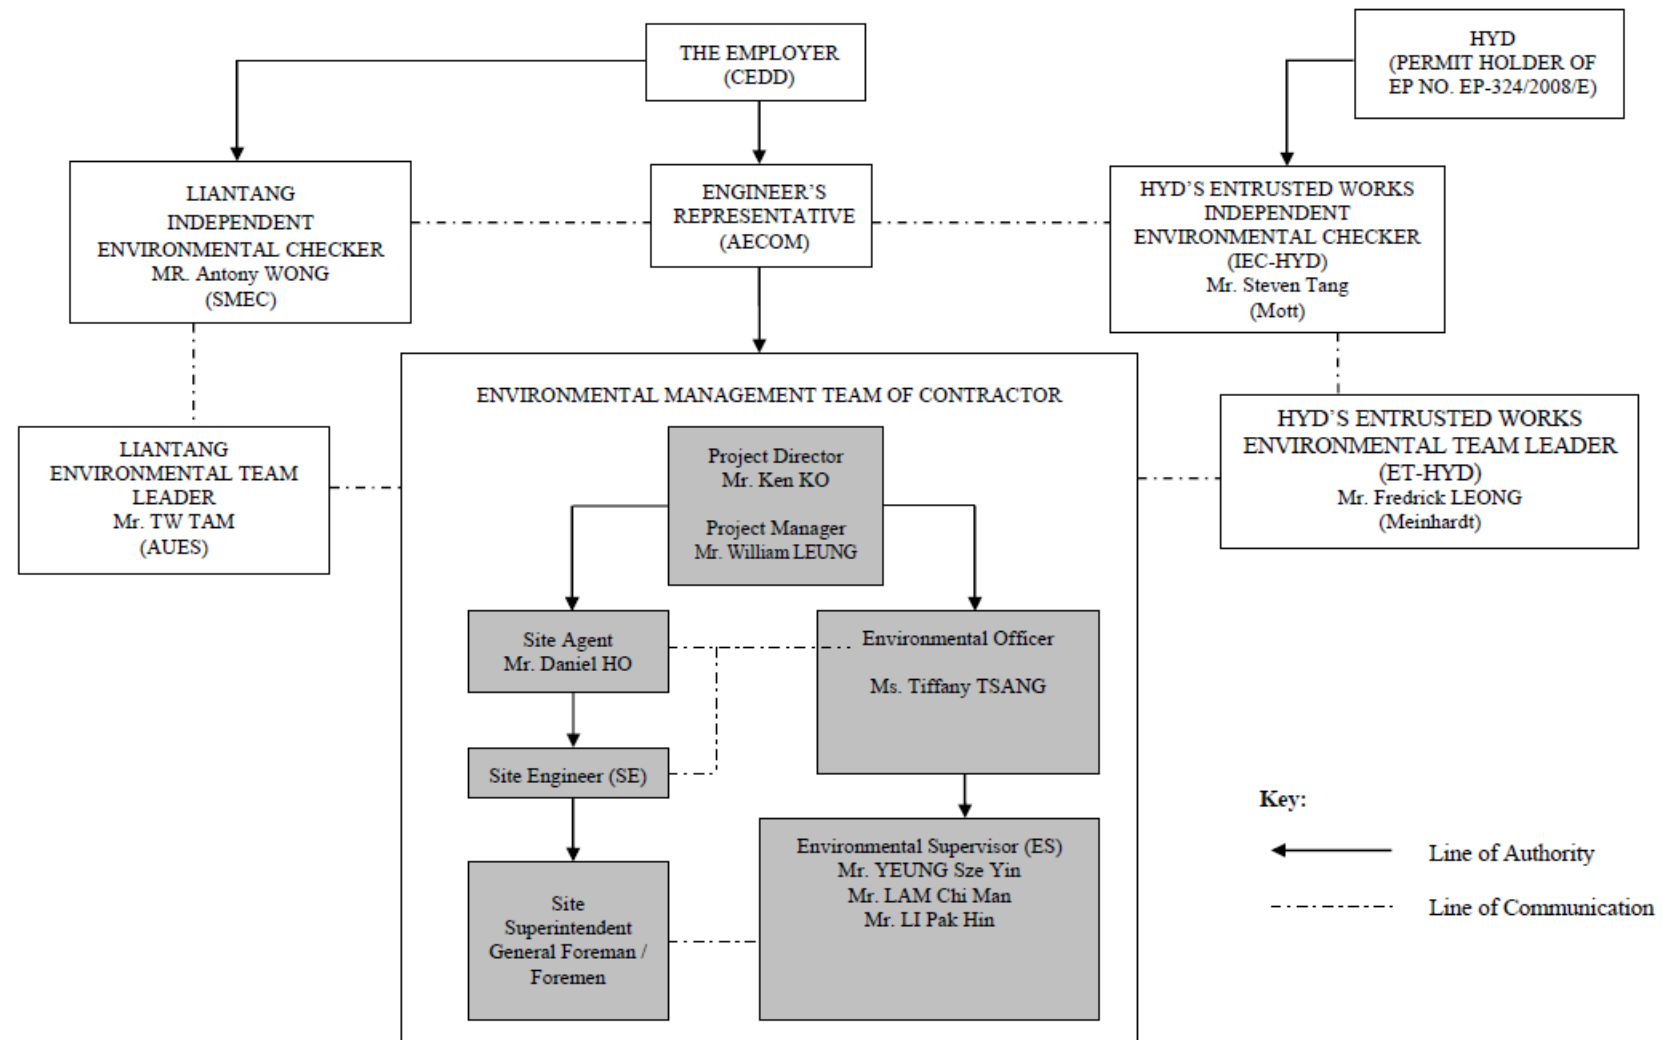 THE EMPLOYER
(CEDD)
HYD
(PERMIT HOLDER OF
EP NO. EP-324/2008/E)
LIANTANG
INDEPENDENT
ENVIRONMENTAL CHECKER
MR. Antony WONG
(SMEC)
ENGINEER'S
REPRESENTATIVE
(AECOM)
HYD'S ENTRUSTED WORKS
INDEPENDENT
ENVIRONMENTAL CHECKER
(IEC-HYD)
Mr. Steven Tang
(Mott)
LIANTANG
ENVIRONMENTAL TEAM
LEADER
Mr. TW TAM
(AUES)
ENVIRONMENTAL MANAGEMENT TEAM OF CONTRACTOR
HYD'S ENTRUSTED WORKS
ENVIRONMENTAL TEAM LEADER
(ET-HYD)
Mr. Fredrick LEONG
(Meinhardt)
Project Director
Mr. Ken KO
Project Manager
Mr. William LEUNG
Site Agent
Mr. Daniel HO
Environmental Officer
Ms. Tiffany TSANG
Site Engineer (SE)
Site
Superintendent
General Foreman /
Foremen
Environmental Supervisor (ES)
Mr. YEUNG Sze Yin
Mr. LAM Chi Man
Mr. LI Pak Hin
Key:
Line of Authority
Line of Communication